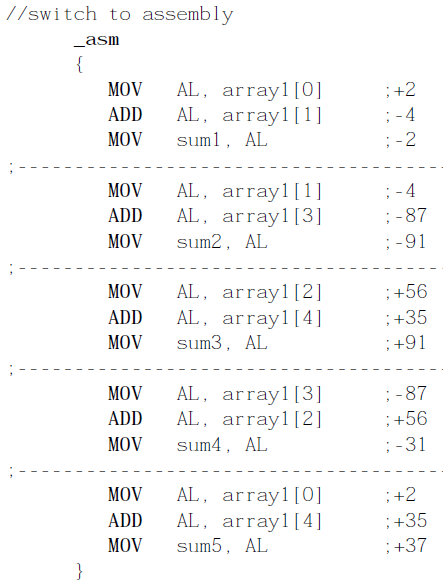 //switch to assembly
_asm
{
MOV AL, array1[0] ;+2
ADD AL, array1[1] ;-4
MOV sum1, AL ;-2
;---------------------------------------
MOV AL, array1[1] ;-4
ADD AL, array1[3] ;-87
MOV sum2, AL ;-91
;---------------------------------------
MOV AL, array1[2] ;+56
ADD AL, array1[4] ;+35
MOV sum3, AL ;+91
;---------------------------------------
MOV AL, array1[3] ;-87
ADD AL, array1[2] ;+56
MOV sum4, AL ;-31
;---------------------------------------
MOV AL, array1[0] ;+2
ADD AL, array1[4] ;+35
MOV sum5, AL ;+37
}